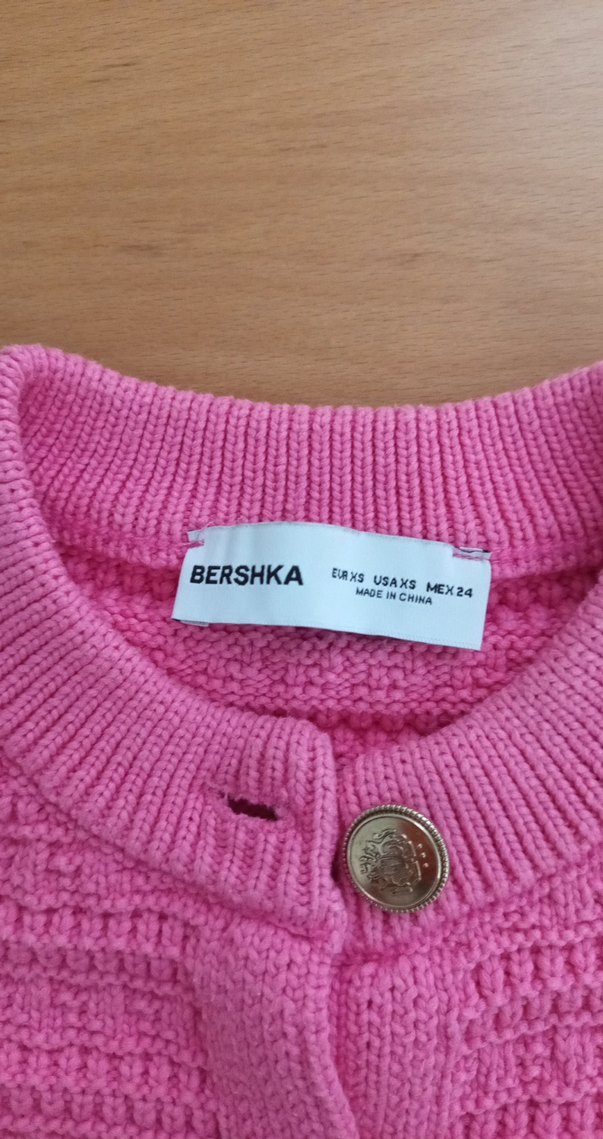 BERSHKA
EUR XS USA XS MEX 24
MADE IN CHINA